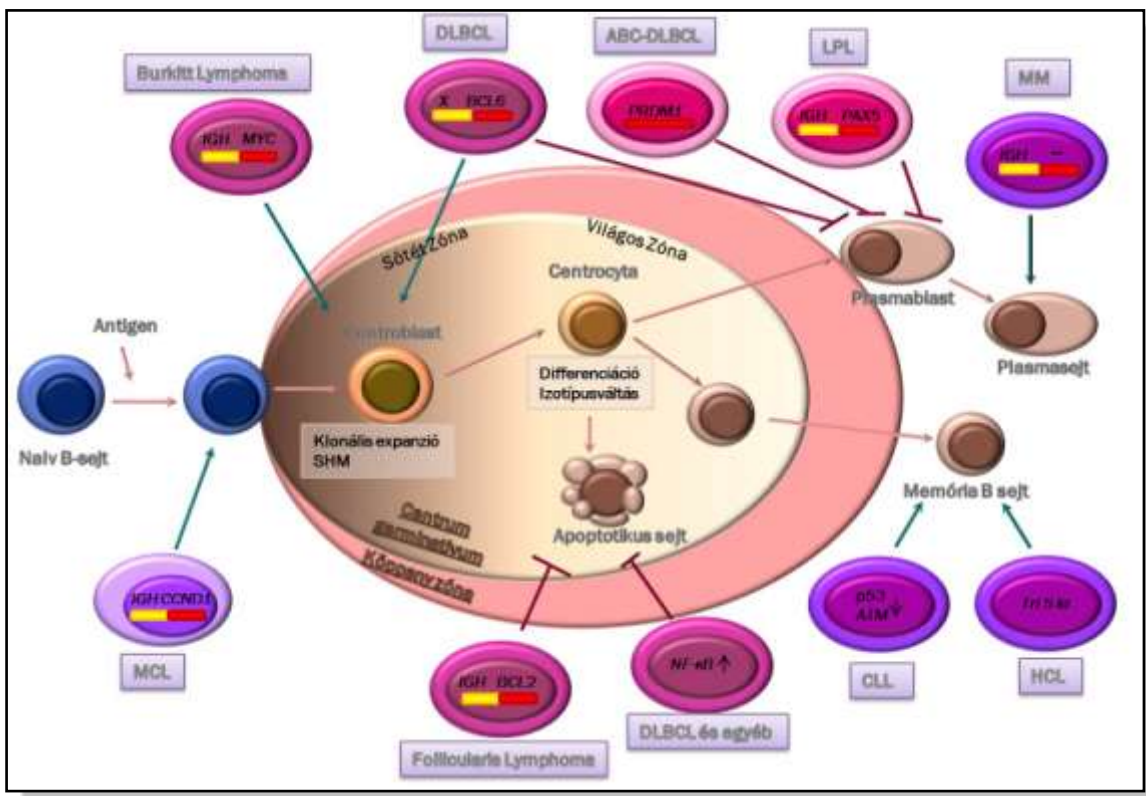 DLBCL
ABC-DLBCL
LPL
Burkitt Lymphoma
MM
X BCL6
PRDM1
IGH PAX5
IGH MYC
IGH –
Sötét Zóna
Világos Zóna
Centrocyta
Plasmablast
Antigen
Centroblast
Plasmasejt
Differenciáció
Izotípusváltás
Naiv B-sejt
Klonális expanzió
SHM
Memória B sejt
Centrum
germinativum
Apoptotikus sejt
Köpenyzóna
IGH CCND1
p53
ATM ↓
Tri 5
MCL
IGH BCL2
NF-κB ↑
CLL
HCL
DLBCL és egyéb
Follicularis Lymphoma